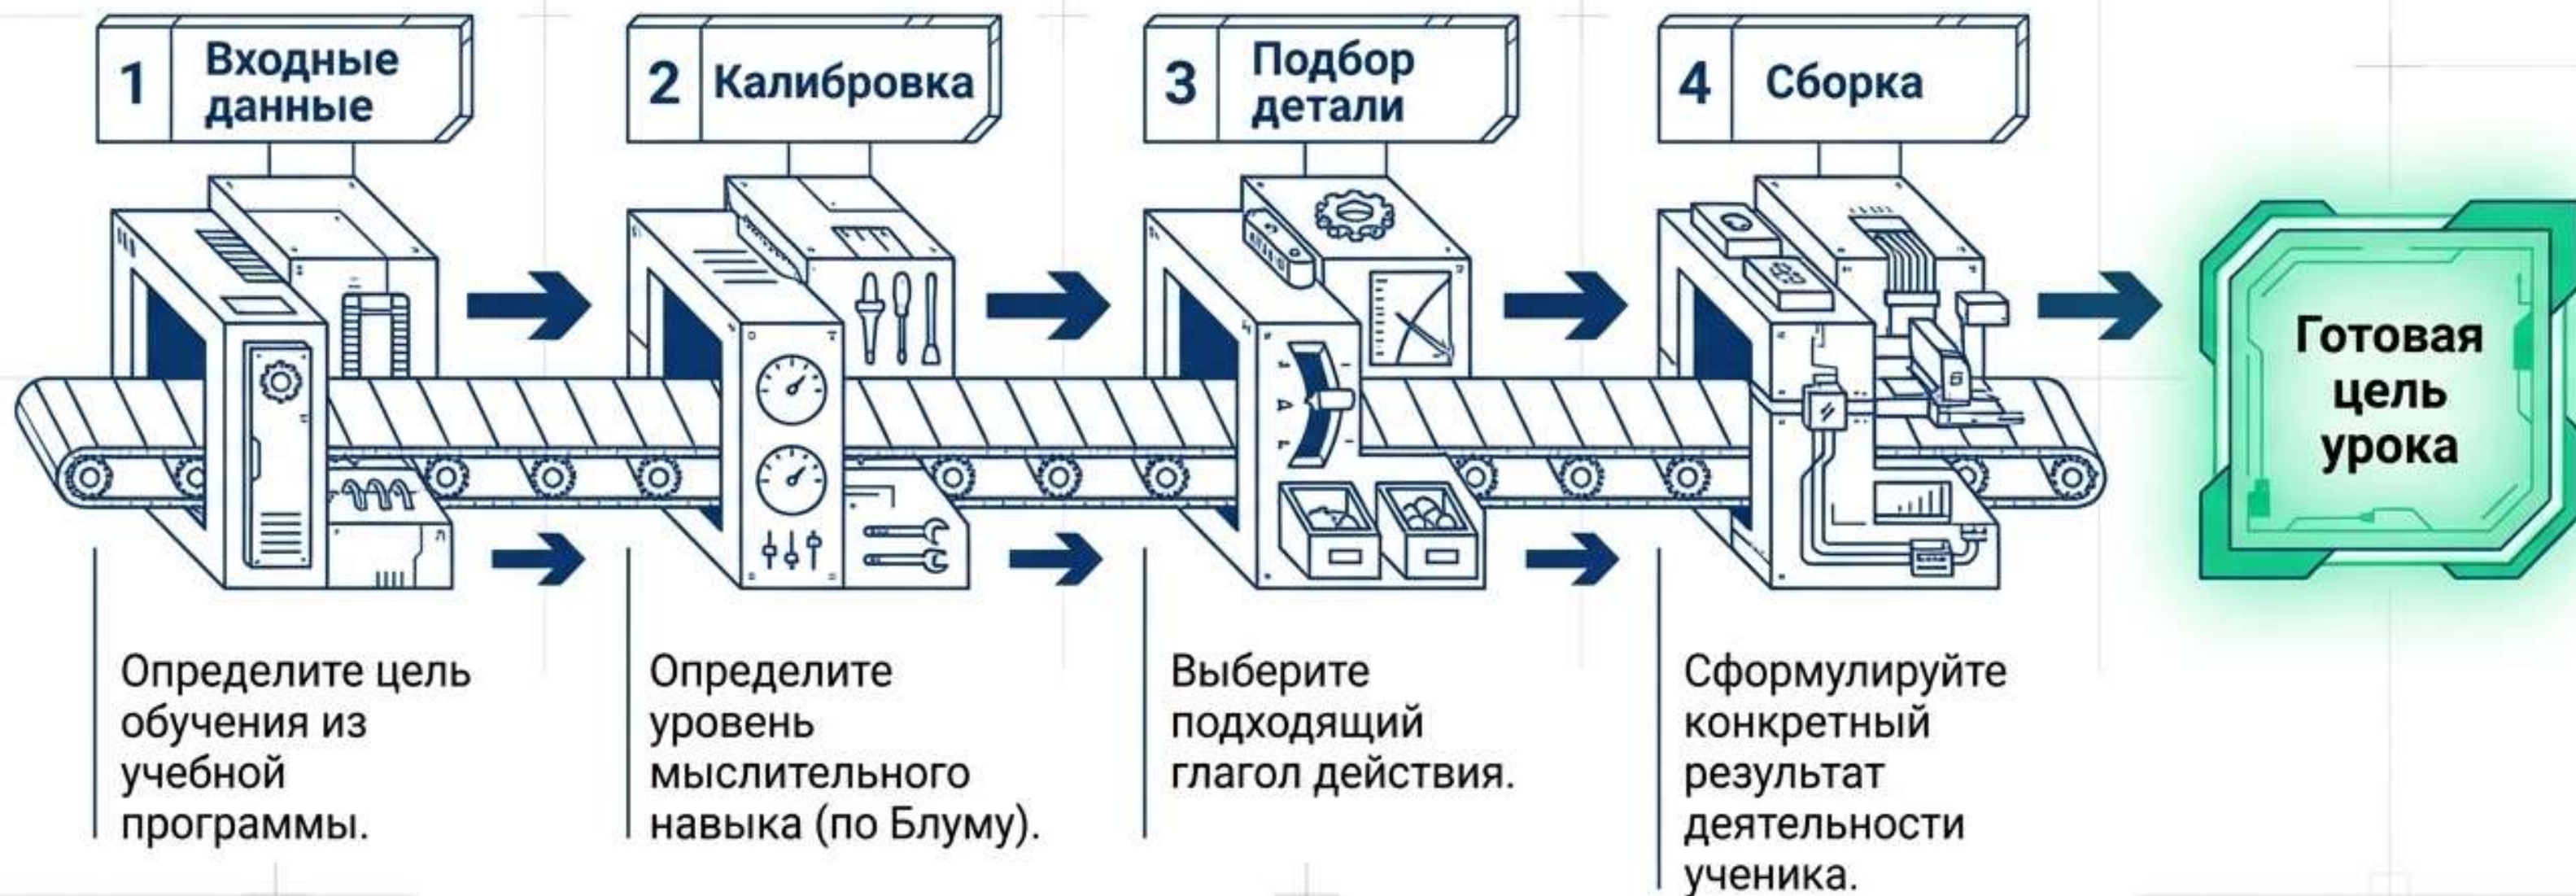 1
Входные
данные
2
Калибровка
3
Подбор
детали
4
Сборка
Готовая
цель
урока
Определите цель
обучения из
учебной
программы.
Определите
уровень
мыслительного
навыка (по Блуму).
Выберите
подходящий
глагол действия.
Сформулируйте
конкретный
результат
деятельности
ученика.